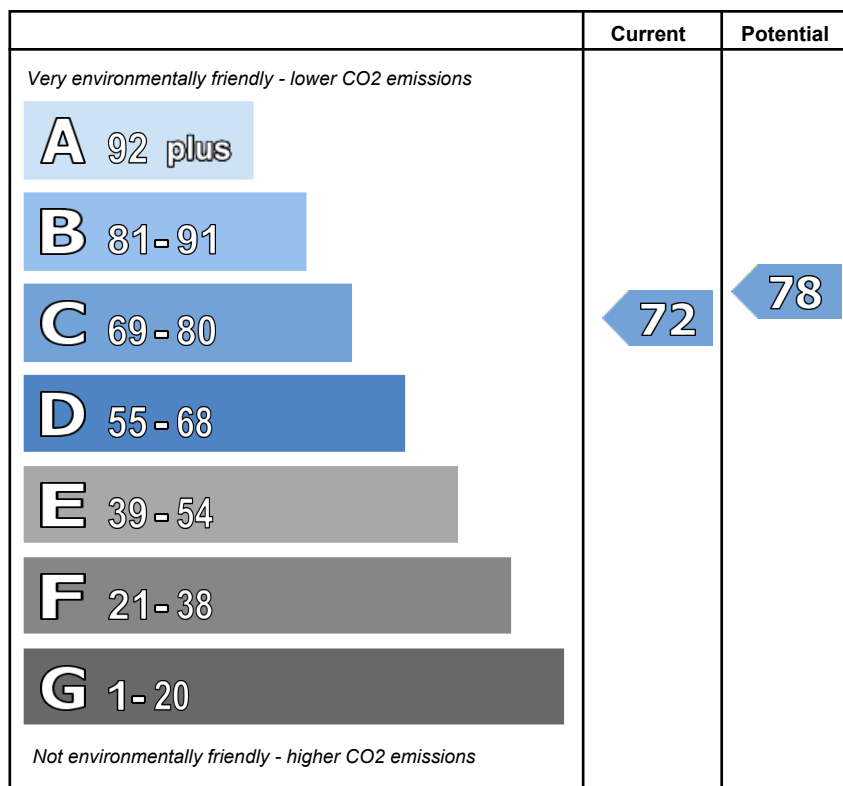 Current Potential
Very environmentally friendly - lower CO2 emissions
A 92 plus
B 81-91
C 69-80
72
78
D 55-68
E 39-54
F 21-38
G 1-20
Not environmentally friendly - higher CO2 emissions